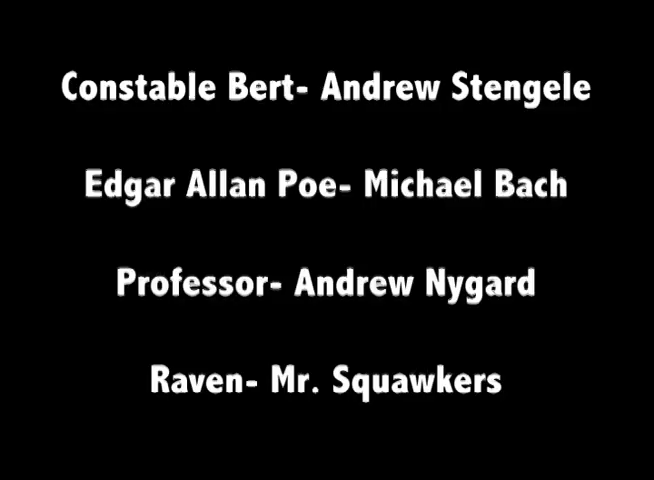 Constable Bert- Andrew Stengele
Edgar Allan Poe- Michael Bach
Professor- Andrew Nygard
Raven- Mr. Squawkers